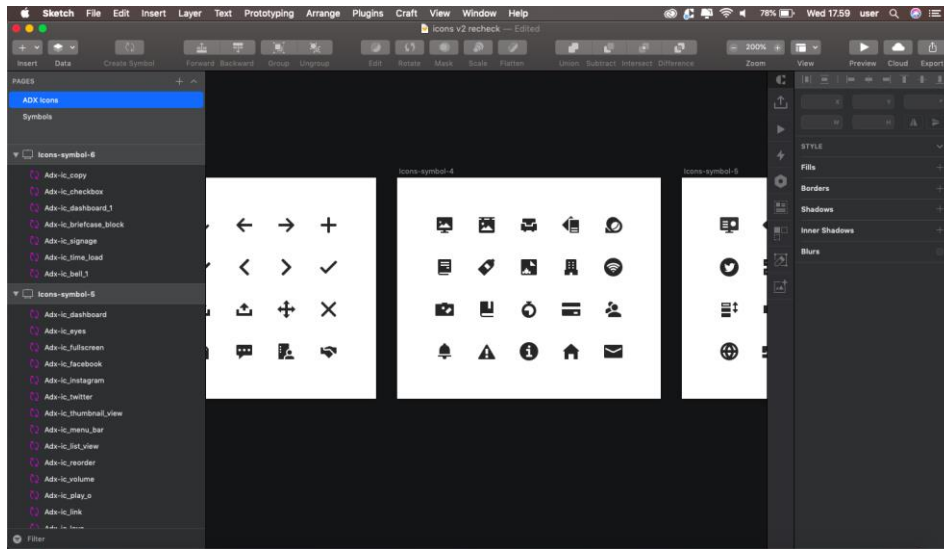 Sketch File Edit Insert Layer Text Prototyping Arrange Plugins Craft View Window Help 78% Wed 17.59 user
icons v2 recheck — Edited
200%
Insert Data Create Symbol Forward Backward Group Ungroup Edit Rotate Mask Scale Flatten Union Subtract Intersect Difference Zoom View Preview Cloud Export
PAGES
ADX Icons
Symbols
Icons-symbol-6
Adx-ic_copy
Adx-ic_checkbox
Adx-ic_dashboard_1
Adx-ic_briefcase_block
Adx-ic_signage
Adx-ic_time_load
Adx-ic_bell_1
Icons-symbol-5
Adx-ic_dashboard
Adx-ic_eyes
Adx-ic_fullscreen
Adx-ic_facebook
Adx-ic_instagram
Adx-ic_twitter
Adx-ic_thumbnail_view
Adx-ic_menu_bar
Adx-ic_list_view
Adx-ic_reorder
Adx-ic_volume
Adx-ic_play_o
Adx-ic_link
Filter
Icons-symbol-4
Icons-symbol-5
X Y
W H
STYLE
Fills
Borders
Shadows
Inner Shadows
Blurs